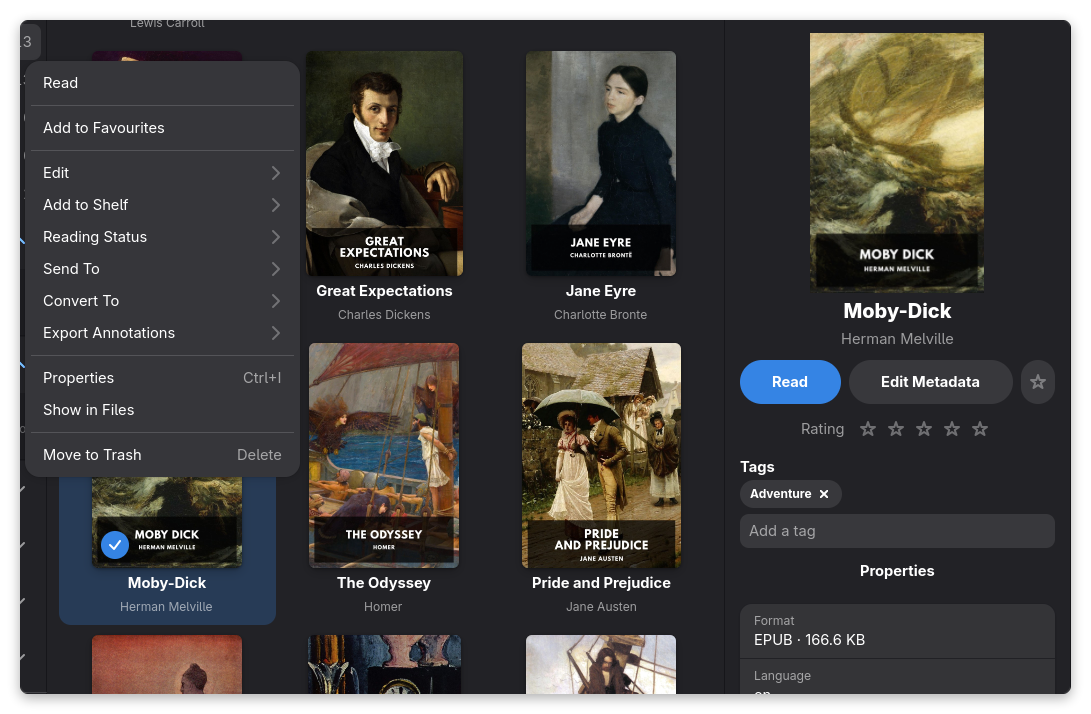 Lewis Carroll
Read
Add to Favourites
Edit
Add to Shelf
Reading Status
Send To
Convert To
Export Annotations
Properties Ctrl+I
Show in Files
Move to Trash Delete
GREAT
EXPECTATIONS
CHARLES DICKENS
Great Expectations
Charles Dickens
JANE EYRE
CHARLOTTE BRONTË
Jane Eyre
Charlotte Bronte
MOBY DICK
HERMAN MELVILLE
Moby-Dick
Herman Melville
THE ODYSSEY
HOMER
The Odyssey
Homer
PRIDE
AND PREJUDICE
JANE AUSTEN
Pride and Prejudice
Jane Austen
MOBY DICK
HERMAN MELVILLE
Moby-Dick
Herman Melville
Read Edit Metadata
Rating
Tags
Adventure
Add a tag
Properties
Format
EPUB · 166.6 KB
Language